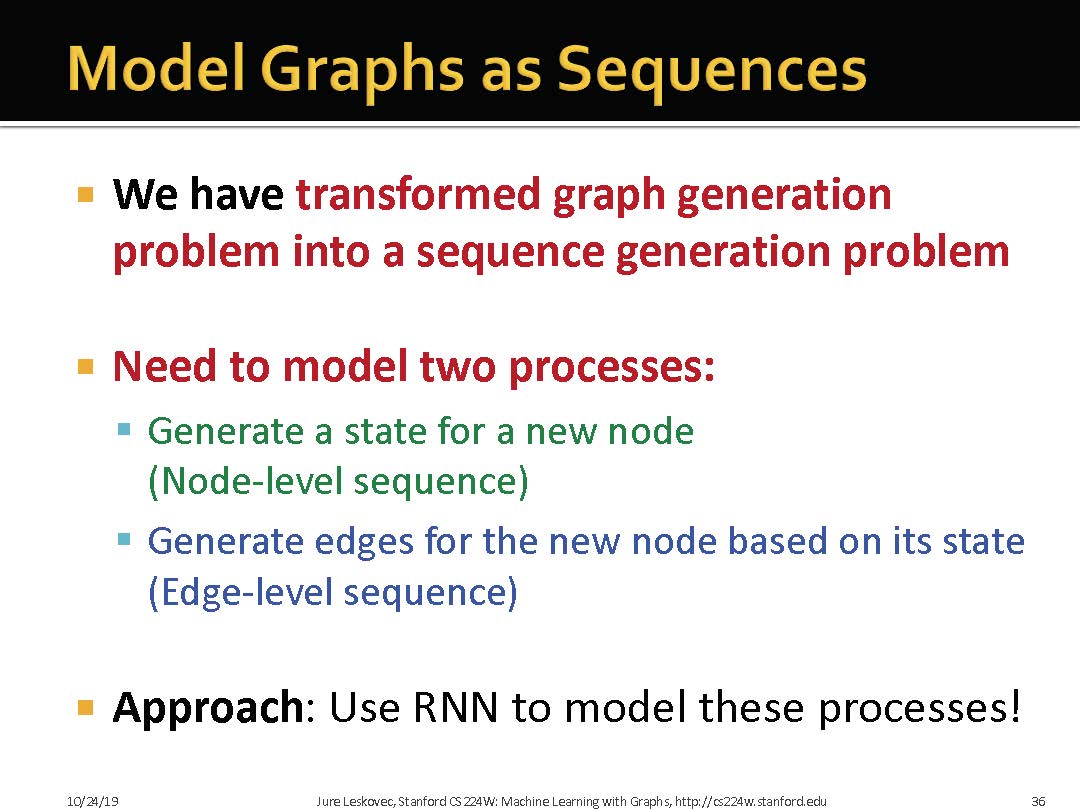 Model Graphs as Sequences
We have transformed graph generation
problem into a sequence generation problem
Need to model two processes:
Generate a state for a new node
(Node-level sequence)
Generate edges for the new node based on its state
(Edge-level sequence)
Approach: Use RNN to model these processes!
10/24/19 Jure Leskovec, Stanford CS224W: Machine Learning with Graphs, http://cs224w.stanford.edu 36